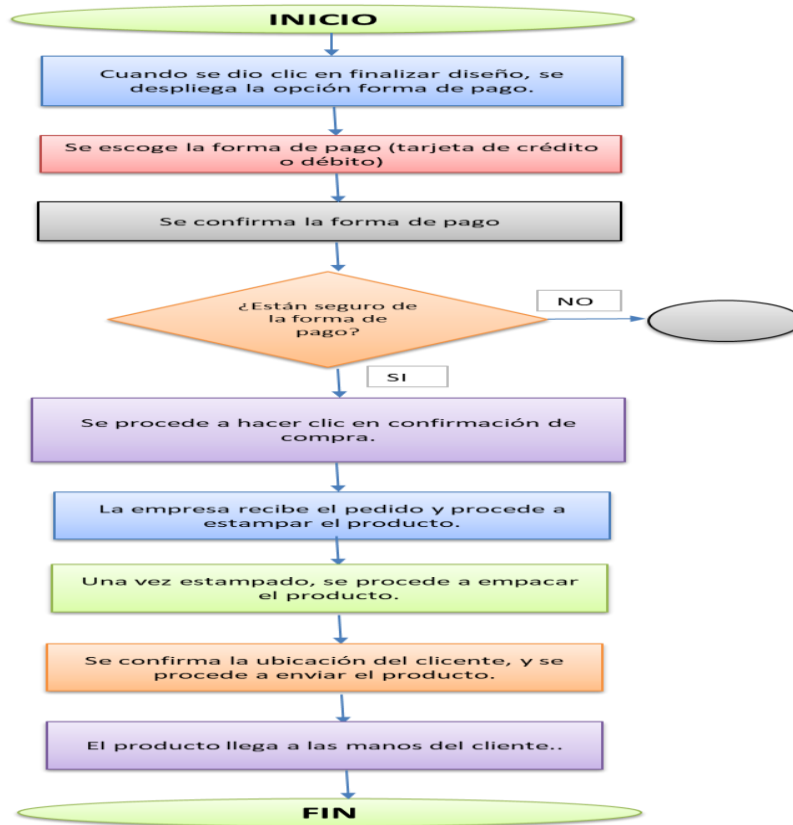 INICIO
Cuando se dio clic en finalizar diseño, se
despliega la opción forma de pago.
Se escoge la forma de pago (tarjeta de crédito
o débito)
Se confirma la forma de pago
¿Están seguro de
la forma de
pago?
NO
SI
Se procede a hacer clic en confirmación de
compra.
La empresa recibe el pedido y procede a
estampar el producto.
Una vez estampado, se procede a empacar
el producto.
Se confirma la ubicación del clicente, y se
procede a enviar el producto.
El producto llega a las manos del cliente..
FIN